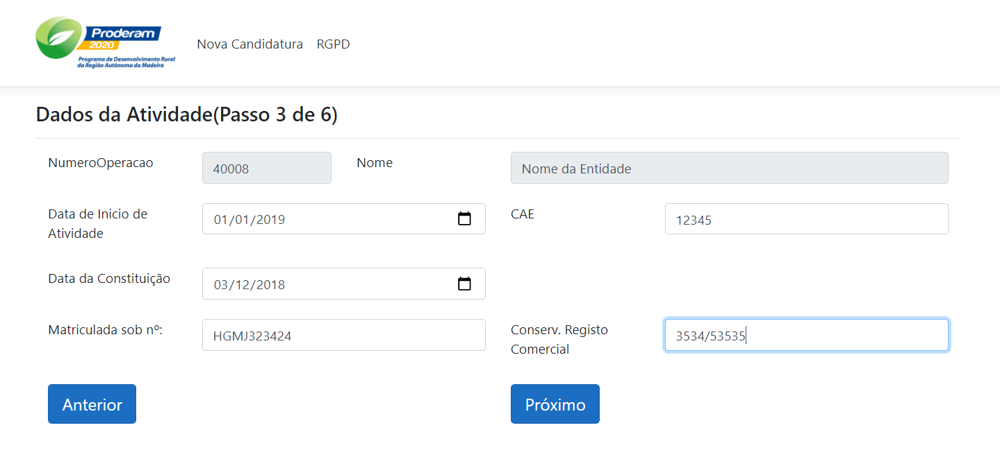 Proderam
2020
Programa de Desenvolvimento Rural
da Região Autónoma da Madeira
Nova Candidatura RGPD
Dados da Atividade(Passo 3 de 6)
NumeroOperacao 40008 Nome Nome da Entidade
Data de Inicio de
Atividade
01/01/2019
CAE 12345
Data da Constituição 03/12/2018
Matriculada sob nº: HGMJ323424
Conserv. Registo
Comercial
3534/53535
Anterior Próximo